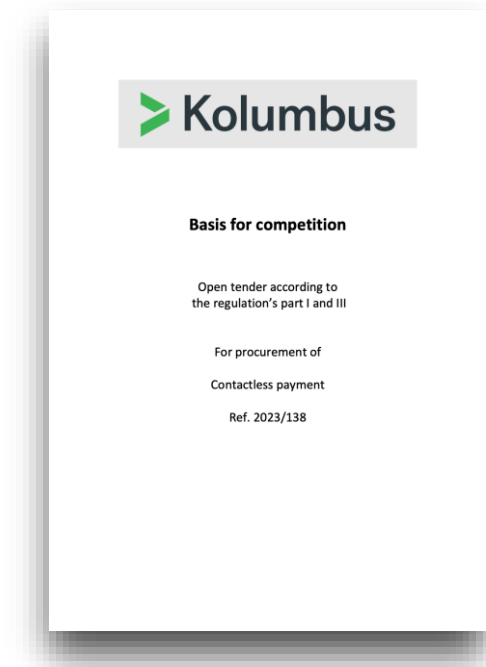 Kolumbus
Basis for competition
Open tender according to
the regulation's part I and III
For procurement of
Contactless payment
Ref. 2023/138